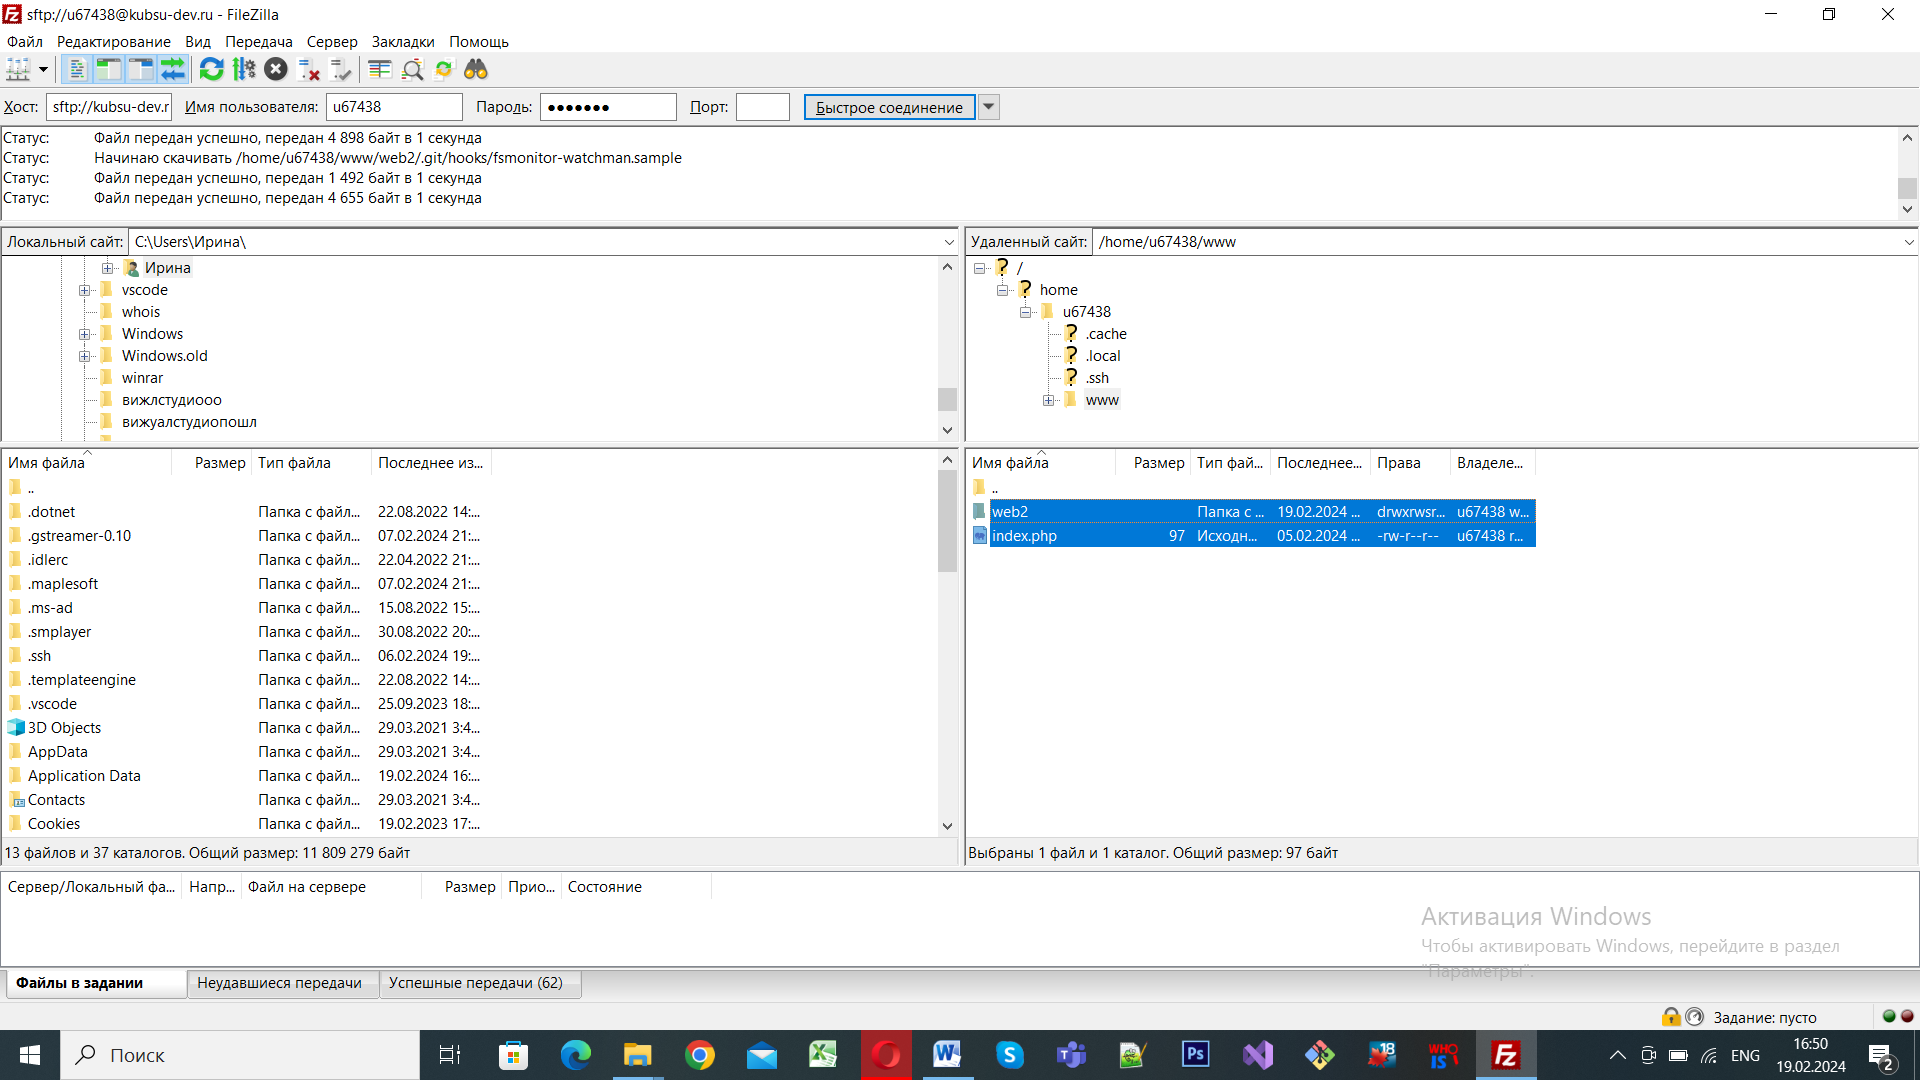 sftp://u67438@kubsu-dev.ru - FileZilla
Файл Редактирование Вид Передача Сервер Закладки Помощь
Хост: sftp://kubsu-dev.r Имя пользователя: u67438 Пароль: ●●●●●●● Порт: Быстрое соединение
Статус: Файл передан успешно, передан 4 898 байт в 1 секунда
Статус: Начинаю скачивать /home/u67438/www/web2/.git/hooks/fsmonitor-watchman.sample
Статус: Файл передан успешно, передан 1 492 байт в 1 секунда
Статус: Файл передан успешно, передан 4 655 байт в 1 секунда
Локальный сайт: C:\Users\Ирина\
Ирина
vscode
whois
Windows
Windows.old
winrar
вижлстудиооо
вижуалстудиопошл
Удаленный сайт: /home/u67438/www
/
home
u67438
.cache
.local
.ssh
www
Имя файла Размер Тип файла Последнее из...
..
.dotnet Папка с файл... 22.08.2022 14:...
.gstreamer-0.10 Папка с файл... 07.02.2024 21:...
.idlerc Папка с файл... 22.04.2022 21:...
.maplesoft Папка с файл... 07.02.2024 21:...
.ms-ad Папка с файл... 15.08.2022 15:...
.smplayer Папка с файл... 30.08.2022 20:...
.ssh Папка с файл... 06.02.2024 19:...
.templateengine Папка с файл... 22.08.2022 14:...
.vscode Папка с файл... 25.09.2023 18:...
3D Objects Папка с файл... 29.03.2021 3:4...
AppData Папка с файл... 29.03.2021 3:4...
Application Data Папка с файл... 19.02.2024 16:...
Contacts Папка с файл... 29.03.2021 3:4...
Cookies Папка с файл... 19.02.2023 17:...
13 файлов и 37 каталогов. Общий размер: 11 809 279 байт
Имя файла Размер Тип фай... Последнее... Права Владеле...
..
web2 Папка с ... 19.02.2024 ... drwxrwsr... u67438 w...
index.php 97 Исходн... 05.02.2024 ... -rw-r--r-- u67438 r...
Выбраны 1 файл и 1 каталог. Общий размер: 97 байт
Сервер/Локальный фа... Напр... Файл на сервере Размер Прио... Состояние
Активация Windows
Чтобы активировать Windows, перейдите в раздел
"Параметры".
Файлы в задании Неудавшиеся передачи Успешные передачи (62)
Задание: пусто
Поиск
ENG
16:50
19.02.2024
2